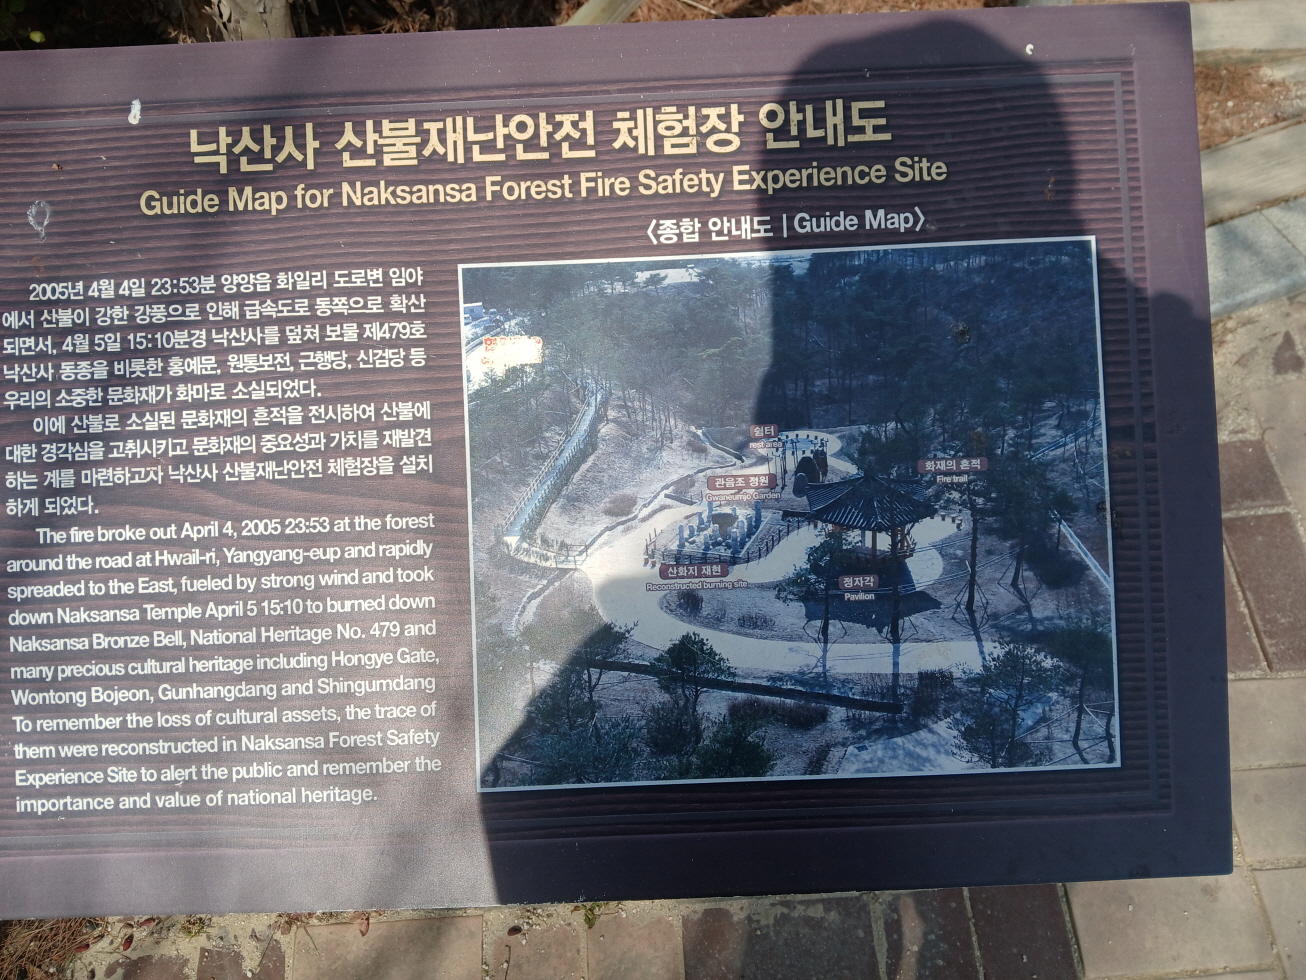 낙산사 산불재난안전 체험장 안내도
Guide Map for Naksansa Forest Fire Safety Experience Site
〈종합 안내도 | Guide Map〉
2005년 4월 4일 23:53분 양양읍 화일리 도로변 임야
에서 산불이 강한 강풍으로 인해 급속도로 동쪽으로 확산
되면서, 4월 5일 15:10분경 낙산사를 덮쳐 보물 제479호
낙산사 동종을 비롯한 홍예문, 원통보전, 근행당, 신검당 등
우리의 소중한 문화재가 화마로 소실되었다.
이에 산불로 소실된 문화재의 흔적을 전시하여 산불에
대한 경각심을 고취시키고 문화재의 중요성과 가치를 재발견
하는 계를 마련하고자 낙산사 산불재난안전 체험장을 설치
하게 되었다.
The fire broke out April 4, 2005 23:53 at the forest
around the road at Hwail-ri, Yangyang-eup and rapidly
spreaded to the East, fueled by strong wind and took
down Naksansa Temple April 5 15:10 to burned down
Naksansa Bronze Bell, National Heritage No. 479 and
many precious cultural heritage including Hongye Gate,
Wontong Bojeon, Gunhangdang and Shingumdang
To remember the loss of cultural assets, the trace of
them were reconstructed in Naksansa Forest Safety
Experience Site to alert the public and remember the
importance and value of national heritage.
쉼터
rest area
화재의 흔적
Fire trail
관음조 정원
Gwaneumjo Garden
산화지 재현
Reconstructed burning site
정자각
Pavilion